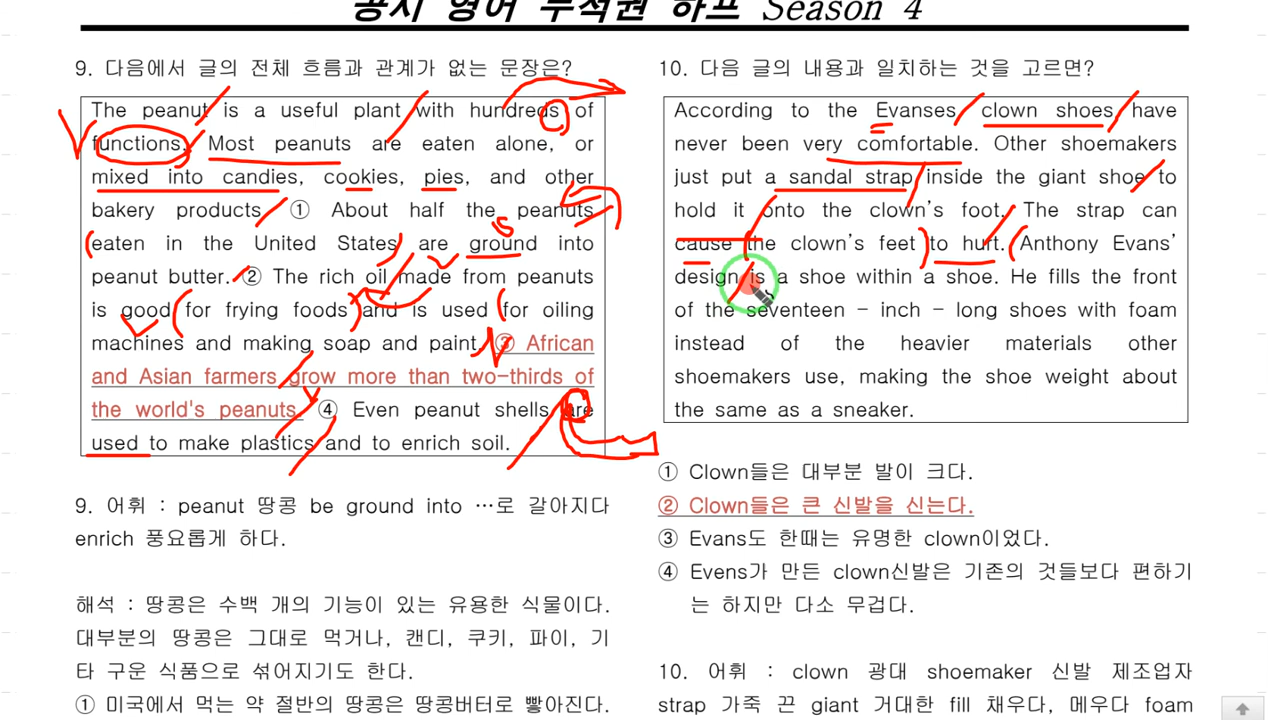 공시 영어 무적권 하프 Season 4
9. 다음에서 글의 전체 흐름과 관계가 없는 문장은?
The peanut is a useful plant with hundreds of
functions. Most peanuts are eaten alone, or
mixed into candies, cookies, pies, and other
bakery products. ① About half the peanuts
eaten in the United States are ground into
peanut butter. ② The rich oil made from peanuts
is good for frying foods and is used for oiling
machines and making soap and paint. ③ African
and Asian farmers grow more than two-thirds of
the world's peanuts. ④ Even peanut shells are
used to make plastics and to enrich soil.
9. 어휘 : peanut 땅콩 be ground into …로 갈아지다
enrich 풍요롭게 하다.
해석 : 땅콩은 수백 개의 기능이 있는 유용한 식물이다.
대부분의 땅콩은 그대로 먹거나, 캔디, 쿠키, 파이, 기
타 구운 식품으로 섞어지기도 한다.
① 미국에서 먹는 약 절반의 땅콩은 땅콩버터로 빻아진다.
10. 다음 글의 내용과 일치하는 것을 고르면?
According to the Evanses, clown shoes have
never been very comfortable. Other shoemakers
just put a sandal strap inside the giant shoe to
hold it onto the clown's foot. The strap can
cause the clown's feet to hurt. Anthony Evans'
design is a shoe within a shoe. He fills the front
of the seventeen - inch - long shoes with foam
instead of the heavier materials other
shoemakers use, making the shoe weight about
the same as a sneaker.
① Clown들은 대부분 발이 크다.
② Clown들은 큰 신발을 신는다.
③ Evans도 한때는 유명한 clown이었다.
④ Evens가 만든 clown신발은 기존의 것들보다 편하기
는 하지만 다소 무겁다.
10. 어휘 : clown 광대 shoemaker 신발 제조업자
strap 가죽 끈 giant 거대한 fill 채우다, 메우다 foam